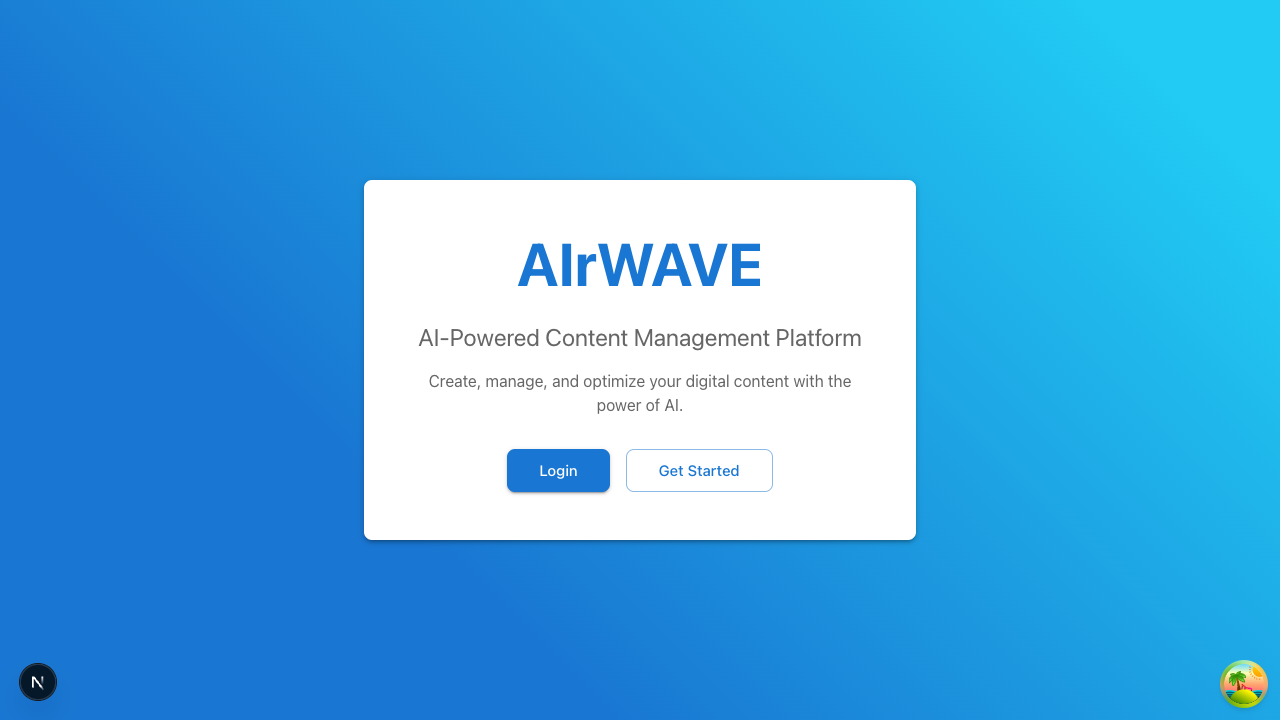 AIrWAVE
AI-Powered Content Management Platform
Create, manage, and optimize your digital content with the
power of AI.
Login
Get Started
N